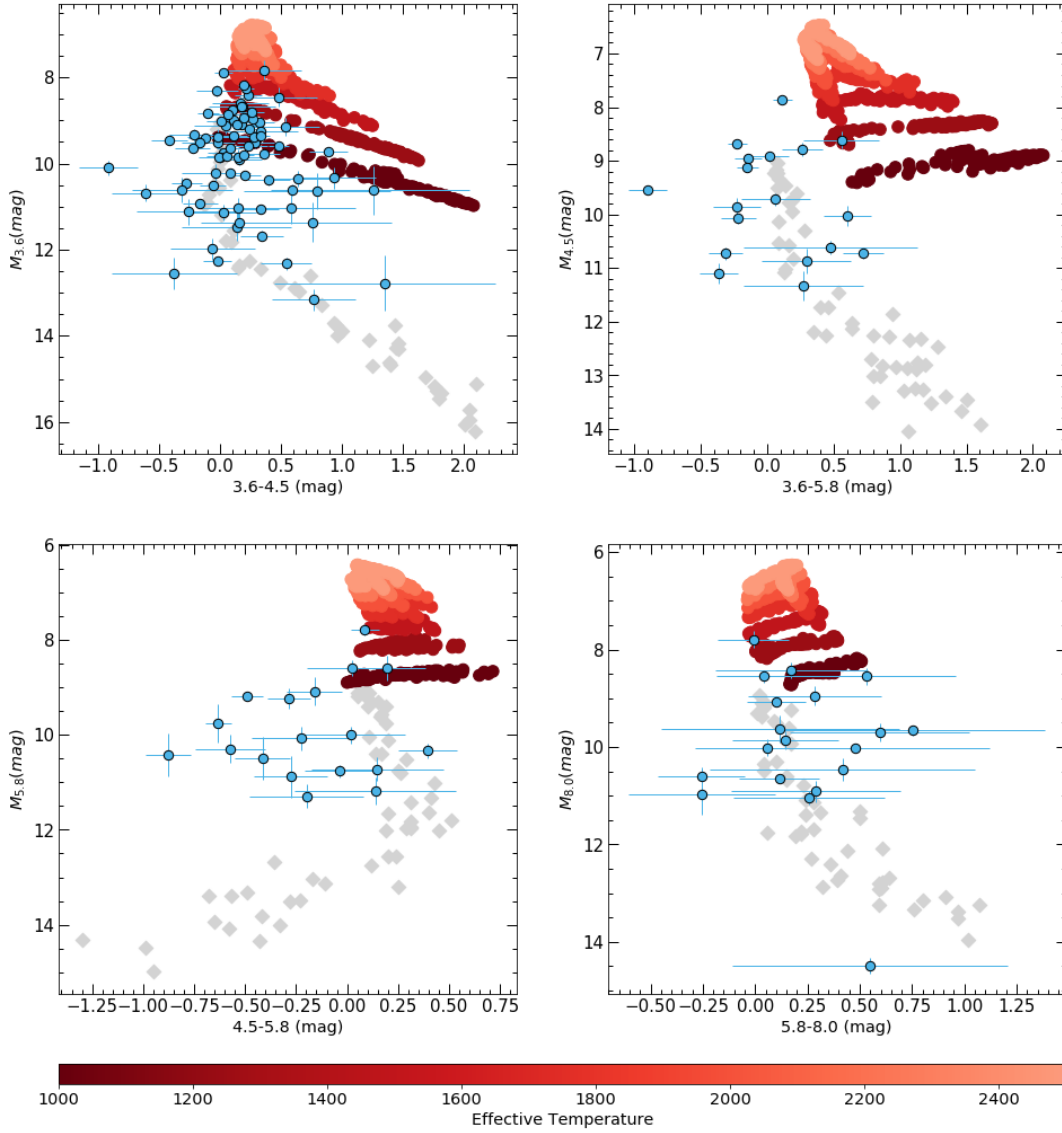 8
10
12
14
16
M3.6(mag)
−1.0 −0.5 0.0 0.5 1.0 1.5 2.0
3.6-4.5 (mag)
7
8
9
10
11
12
13
14
M4.5(mag)
−1.0 −0.5 0.0 0.5 1.0 1.5 2.0
3.6-5.8 (mag)
6
8
10
12
14
M5.8(mag)
−1.25 −1.00 −0.75 −0.50 −0.25 0.00 0.25 0.50 0.75
4.5-5.8 (mag)
6
8
10
12
14
M8.0(mag)
−0.50 −0.25 0.00 0.25 0.50 0.75 1.00 1.25
5.8-8.0 (mag)
1000 1200 1400 1600 1800 2000 2200 2400
Effective Temperature